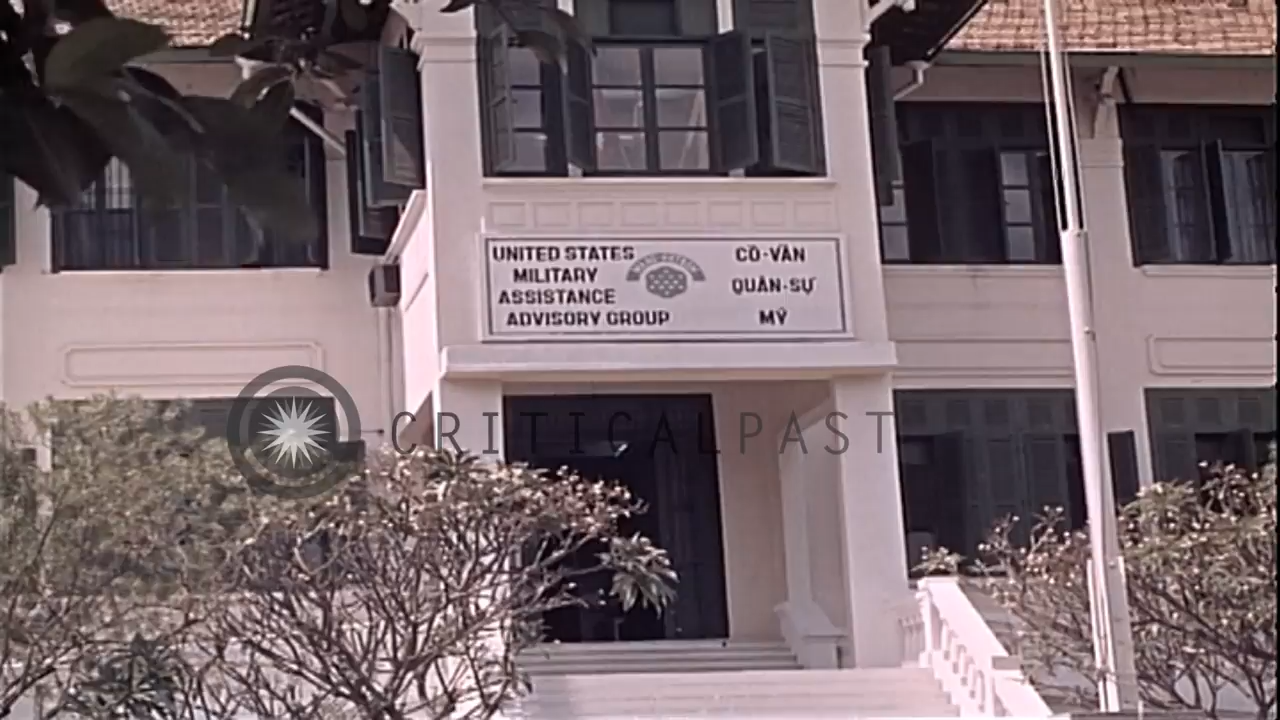 UNITED STATES
MILITARY
ASSISTANCE
ADVISORY GROUP
CỐ-VẤN
QUÂN-SỰ
MỸ
CRITICALPAST